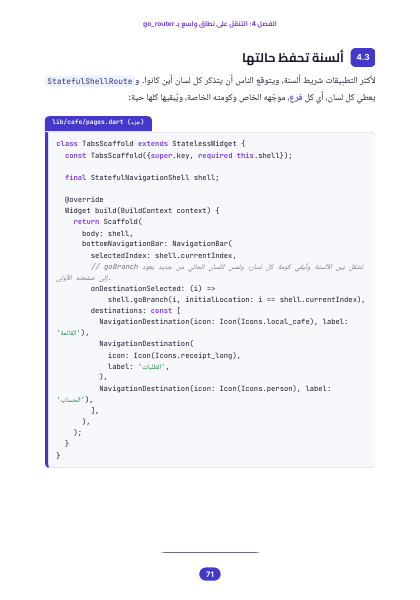 الفصل 4: التنقل على نطاق واسع بـ go_router
4.3 ألسنة تحفظ حالتها
لأكثر التطبيقات شريط ألسنة، ويتوقع الناس أن يتذكر كل لسان أين كانوا. و StatefulShellRoute
يعطي كل لسان، أي كل فرع، موجّهه الخاص وكومته الخاصة، ويُبقيها كلها حية:
lib/cafe/pages.dart (جزء)
class TabsScaffold extends StatelessWidget {
  const TabsScaffold({super.key, required this.shell});

  final StatefulNavigationShell shell;

  @override
  Widget build(BuildContext context) {
    return Scaffold(
      body: shell,
      bottomNavigationBar: NavigationBar(
        selectedIndex: shell.currentIndex,
        // goBranch تنتقل بين الألسنة وتُبقي كومة كل لسان؛ ولمس اللسان الحالي من جديد يعود
إلى صفحته الأولى.
        onDestinationSelected: (i) =>
            shell.goBranch(i, initialLocation: i == shell.currentIndex),
        destinations: const [
          NavigationDestination(icon: Icon(Icons.local_cafe), label:
'القائمة'),
          NavigationDestination(
            icon: Icon(Icons.receipt_long),
            label: 'الطلبات',
          ),
          NavigationDestination(icon: Icon(Icons.person), label:
'الحساب'),
        ],
      ),
    );
  }
}
71